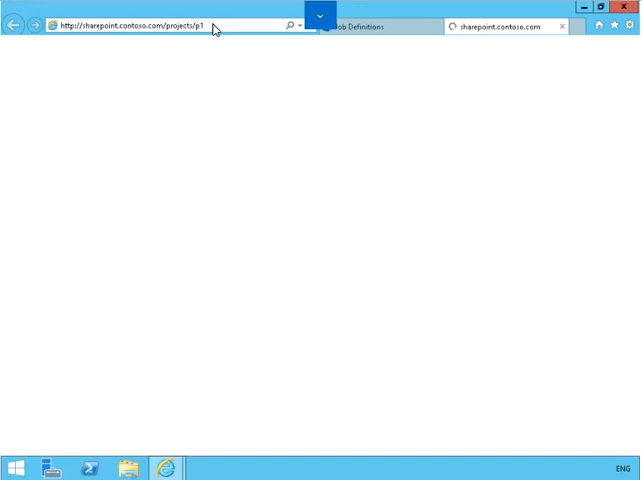 http://sharepoint.contoso.com/projects/p1
Job Definitions
sharepoint.contoso.com
ENG